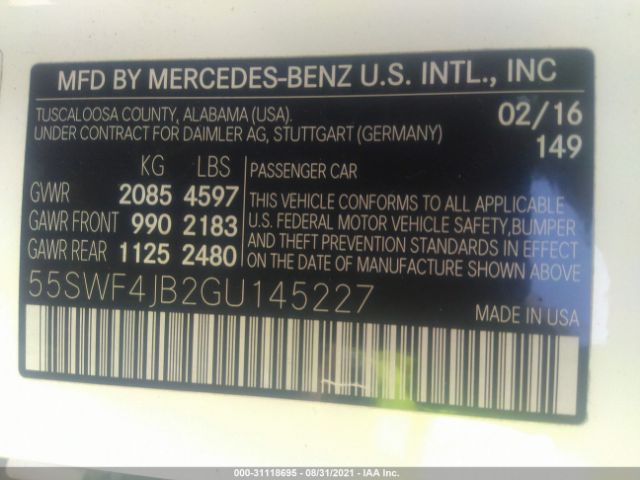 MFD BY MERCEDES-BENZ U.S. INTL., INC
TUSCALOOSA COUNTY, ALABAMA (USA). 02/16
UNDER CONTRACT FOR DAIMLER AG, STUTTGART (GERMANY) 149
KG LBS PASSENGER CAR
GVWR 2085 4597
GAWR FRONT 990 2183
GAWR REAR 1125 2480
THIS VEHICLE CONFORMS TO ALL APPLICABLE
U.S. FEDERAL MOTOR VEHICLE SAFETY,BUMPER
AND THEFT PREVENTION STANDARDS IN EFFECT
ON THE DATE OF MANUFACTURE SHOWN ABOVE.
55SWF4JB2GU145227
MADE IN USA
000-31118695 - 08/31/2021 - IAA Inc.